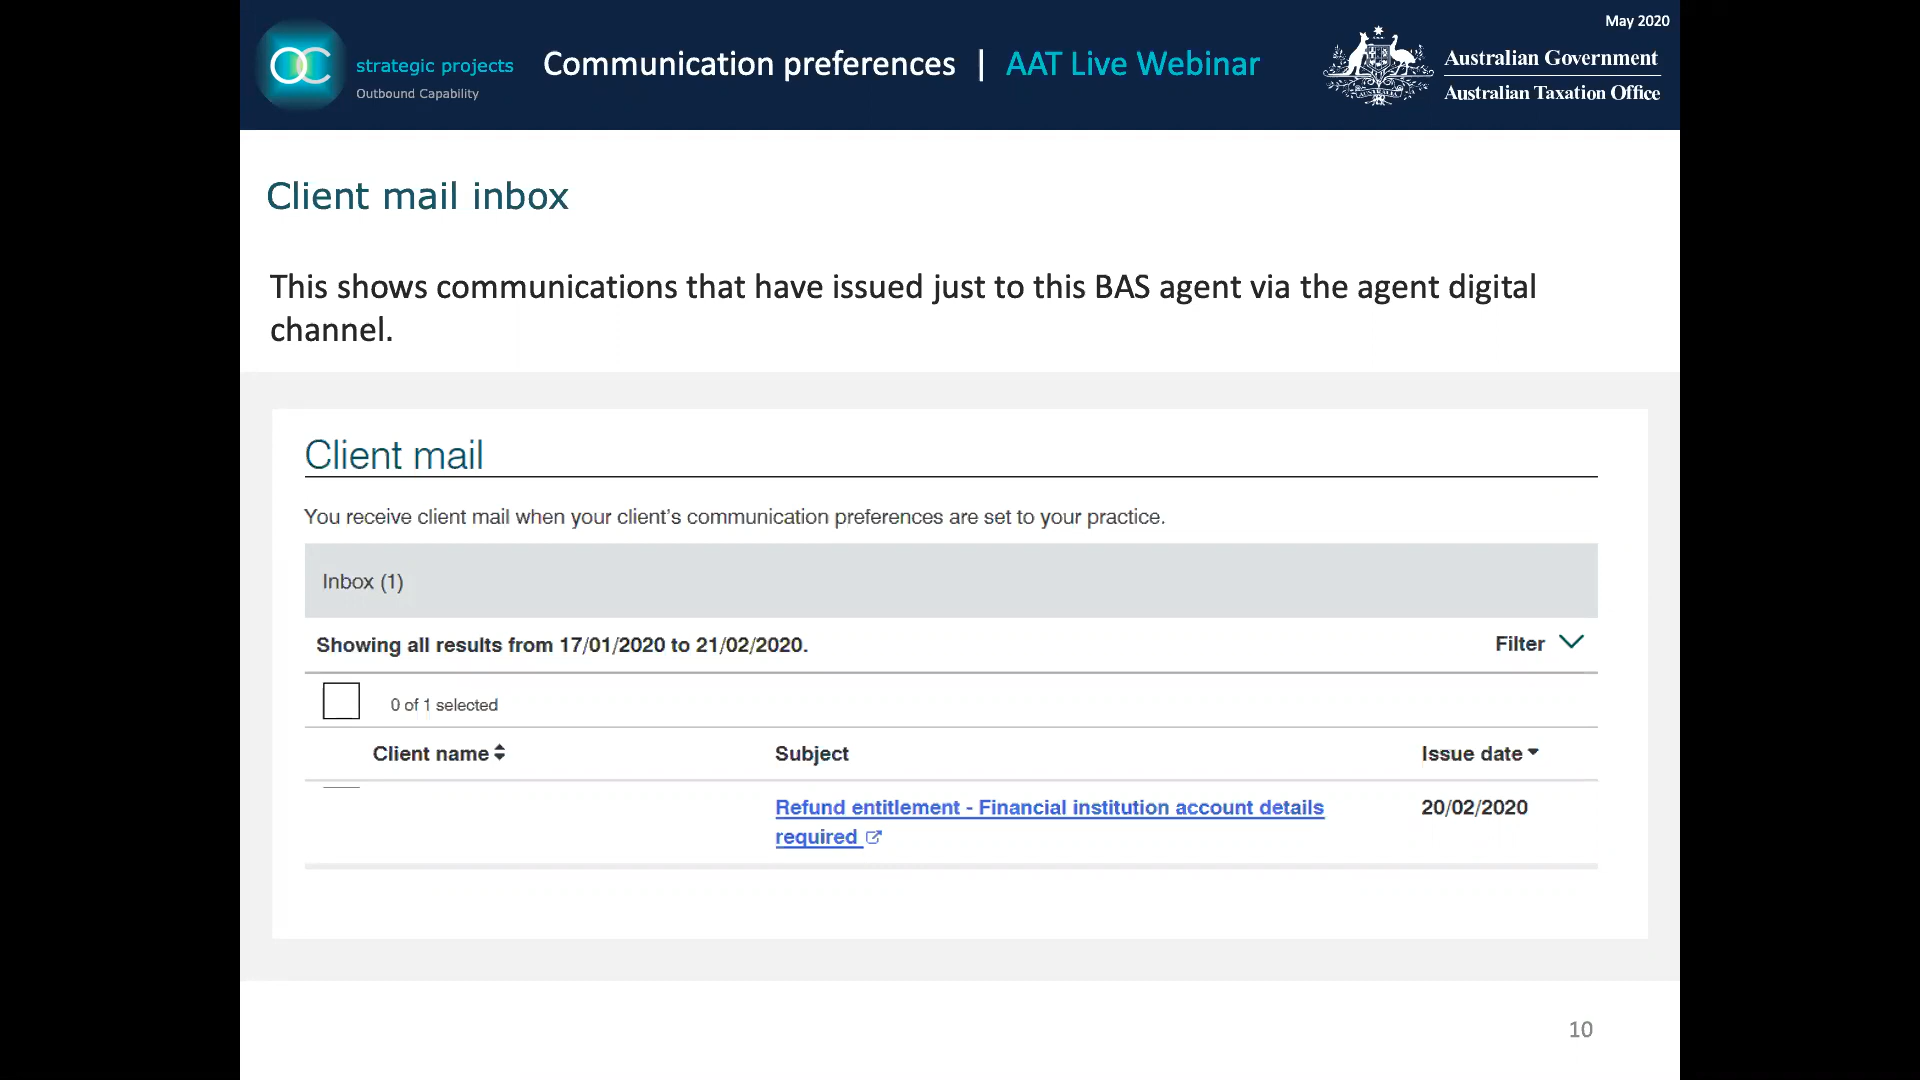 May 2020
OC
strategic projects
Outbound Capability
Communication preferences | AAT Live Webinar
Australian Government
Australian Taxation Office
AUSTRALIA
Client mail inbox
This shows communications that have issued just to this BAS agent via the agent digital
channel.
Client mail
You receive client mail when your client's communication preferences are set to your practice.
Inbox (1)
Showing all results from 17/01/2020 to 21/02/2020.
Filter
0 of 1 selected
Client name
Subject
Issue date
Refund entitlement - Financial institution account details
required
20/02/2020
10